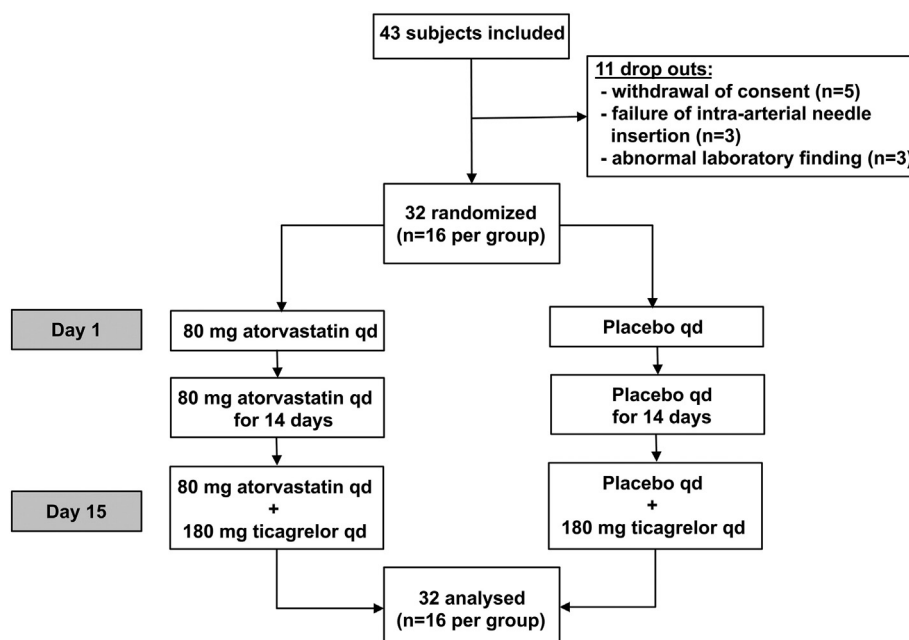 43 subjects included
11 drop outs:
- withdrawal of consent (n=5)
- failure of intra-arterial needle
insertion (n=3)
- abnormal laboratory finding (n=3)
32 randomized
(n=16 per group)
Day 1
80 mg atorvastatin qd
Placebo qd
80 mg atorvastatin qd
for 14 days
Placebo qd
for 14 days
Day 15
80 mg atorvastatin qd
+
180 mg ticagrelor qd
Placebo qd
+
180 mg ticagrelor qd
32 analysed
(n=16 per group)